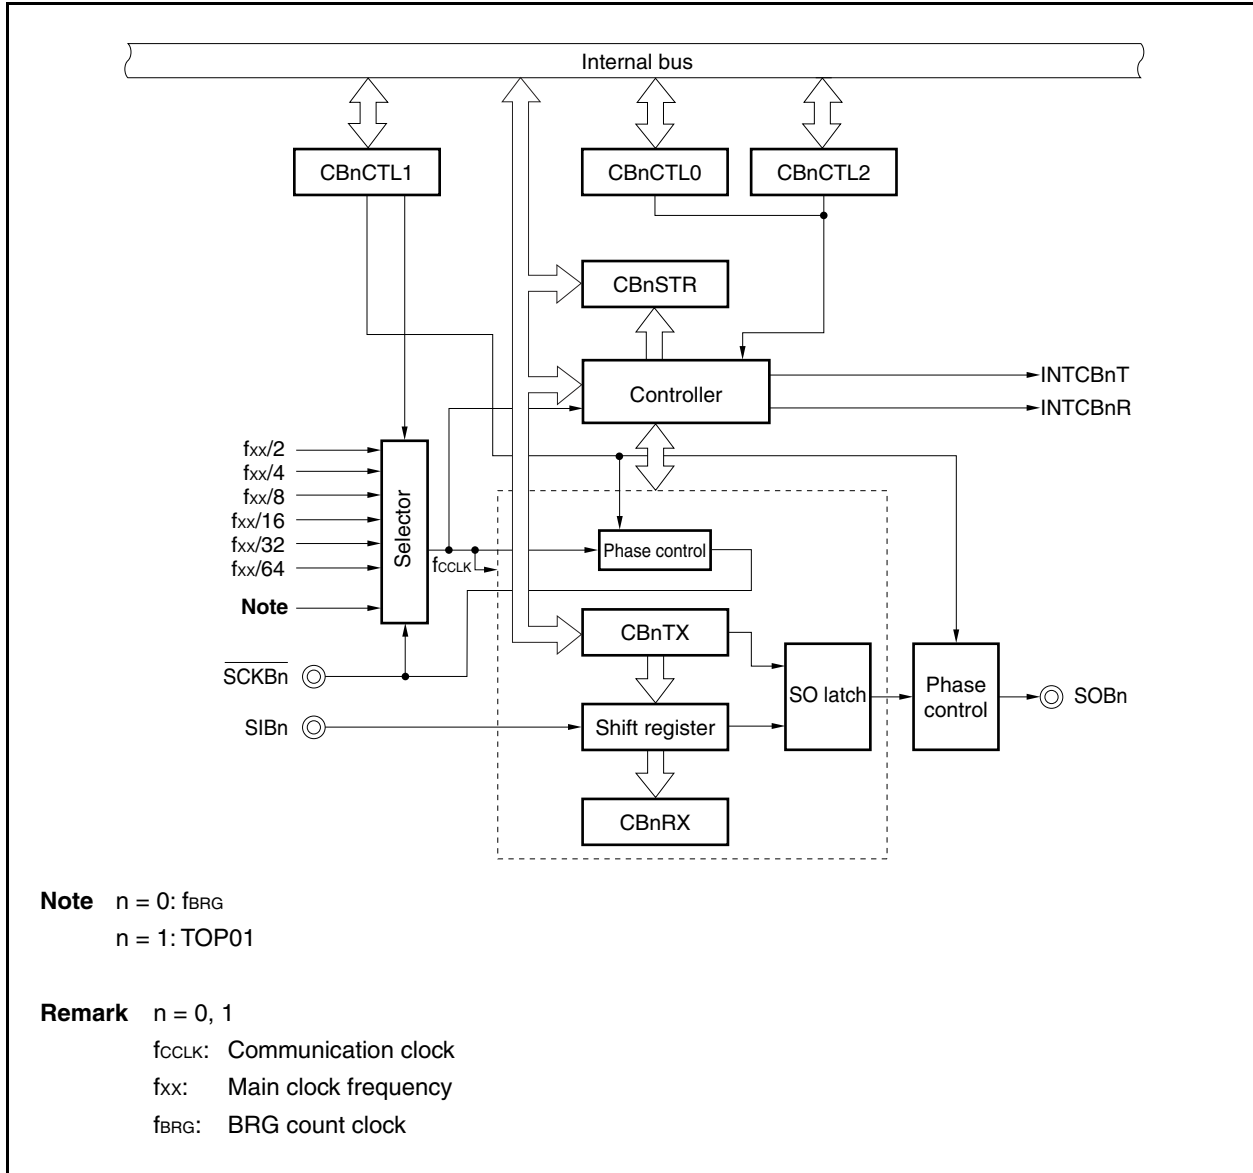 Internal bus
CBnCTL1
CBnCTL0
CBnCTL2
CBnSTR
Controller
INTCBnT
INTCBnR
fxx/2
fxx/4
fxx/8
fxx/16
fxx/32
fxx/64
Note
Selector
fCCLK
Phase control
CBnTX
SCKBn
SO latch
Phase
control
SOBn
SIBn
Shift register
CBnRX
Note n = 0: fBRG
n = 1: TOP01
Remark n = 0, 1
fCCLK: Communication clock
fxx: Main clock frequency
fBRG: BRG count clock